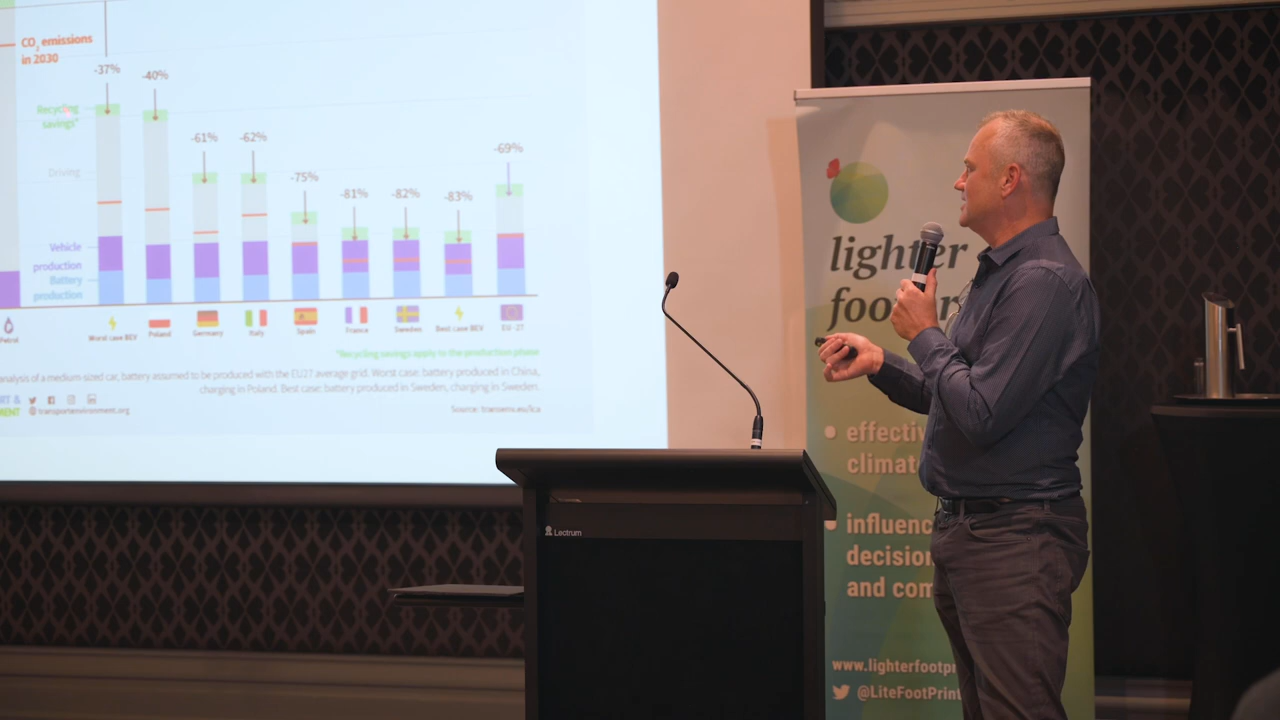 CO₂ emissions
in 2030
-37%
-40%
-61%
-62%
-75%
-81%
-82%
-83%
-69%
Recycling
savings*
Driving
Vehicle
production
Battery
production
Petrol
Worst case BEV
Poland
Germany
Italy
Spain
France
Sweden
Best case BEV
EU-27
*Recycling savings apply to the production phase
analysis of a medium-sized car, battery assumed to be produced with the EU27 average grid. Worst case: battery produced in China,
charging in Poland. Best case: battery produced in Sweden, charging in Sweden.
RT &
MENT
@transportenvironment.org
Source: transenv.eu/lca
Lectrum
lighter
footpr
effectiv
climat
influenc
decision
and com
www.lighterfootpr
@LiteFootPrint